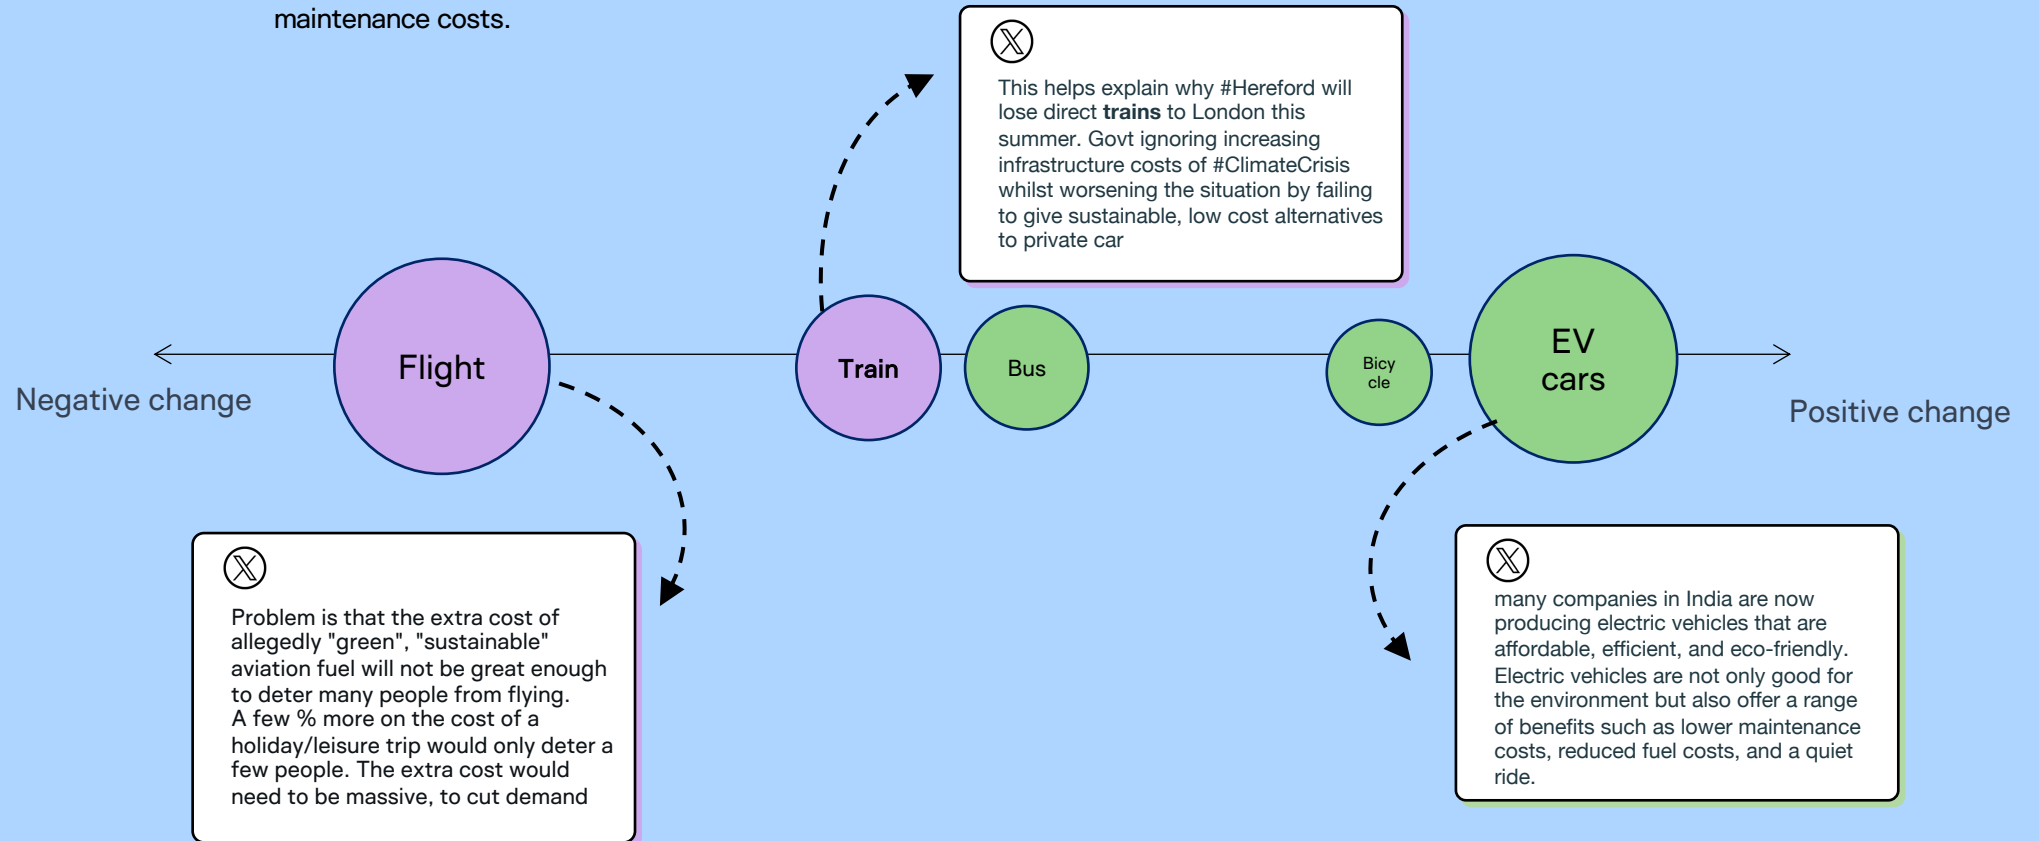 maintenance costs.
This helps explain why #Hereford will
lose direct trains to London this
summer. Govt ignoring increasing
infrastructure costs of #ClimateCrisis
whilst worsening the situation by failing
to give sustainable, low cost alternatives
to private car
Flight
Train
Bus
Bicy
cle
EV
cars
Negative change
Positive change
Problem is that the extra cost of
allegedly "green", "sustainable"
aviation fuel will not be great enough
to deter many people from flying.
A few % more on the cost of a
holiday/leisure trip would only deter a
few people. The extra cost would
need to be massive, to cut demand
many companies in India are now
producing electric vehicles that are
affordable, efficient, and eco-friendly.
Electric vehicles are not only good for
the environment but also offer a range
of benefits such as lower maintenance
costs, reduced fuel costs, and a quiet
ride.